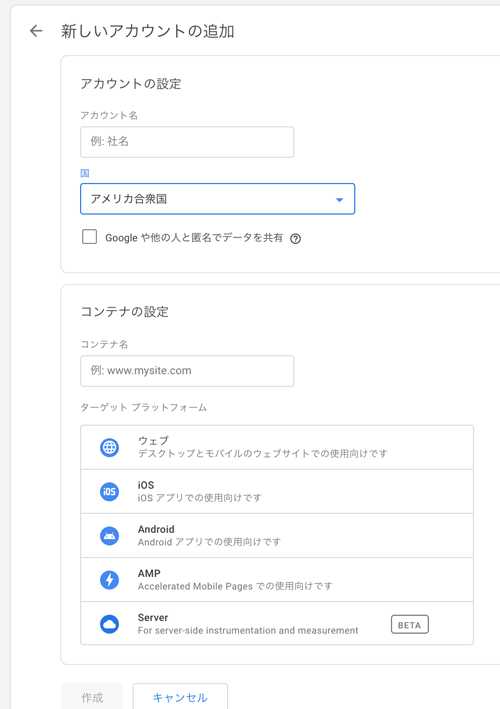 新しいアカウントの追加
アカウントの設定
アカウント名
例: 社名
国
アメリカ合衆国
Google や他の人と匿名でデータを共有
コンテナの設定
コンテナ名
例: www.mysite.com
ターゲット プラットフォーム
ウェブ
デスクトップとモバイルのウェブサイトでの使用向けです
iOS
iOS
iOS アプリでの使用向けです
Android
Android アプリでの使用向けです
AMP
Accelerated Mobile Pages での使用向けです
Server
For server-side instrumentation and measurement
BETA
作成
キャンセル